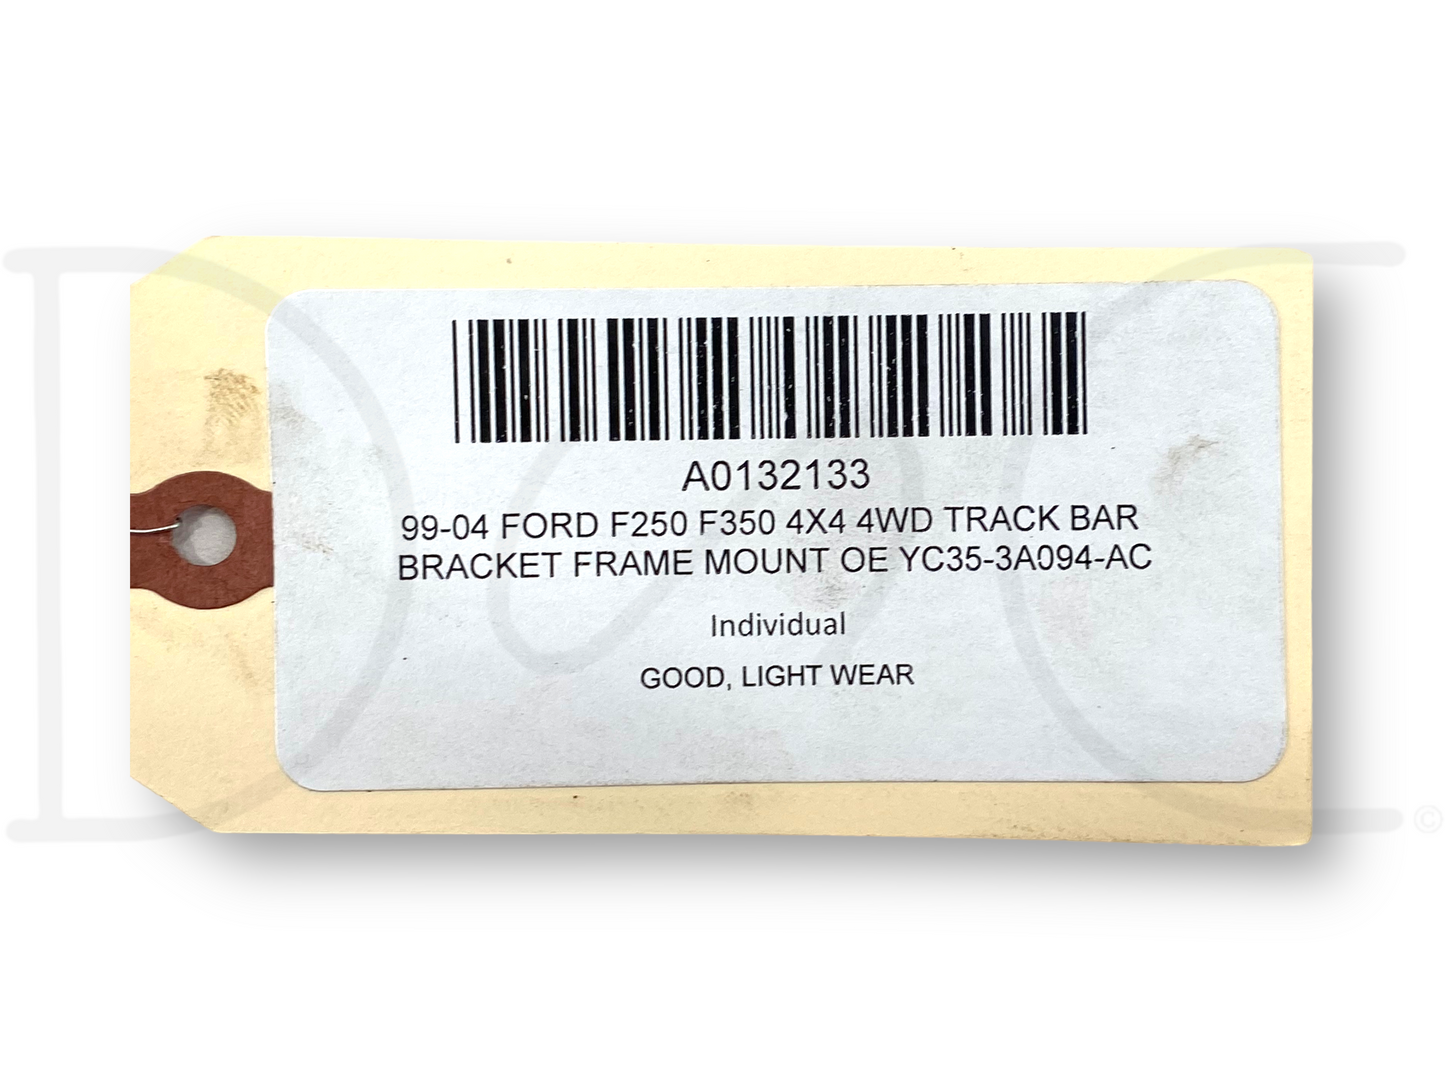 A0132133
99-04 FORD F250 F350 4X4 4WD TRACK BAR
BRACKET FRAME MOUNT OE YC35-3A094-AC
Individual
GOOD, LIGHT WEAR
©